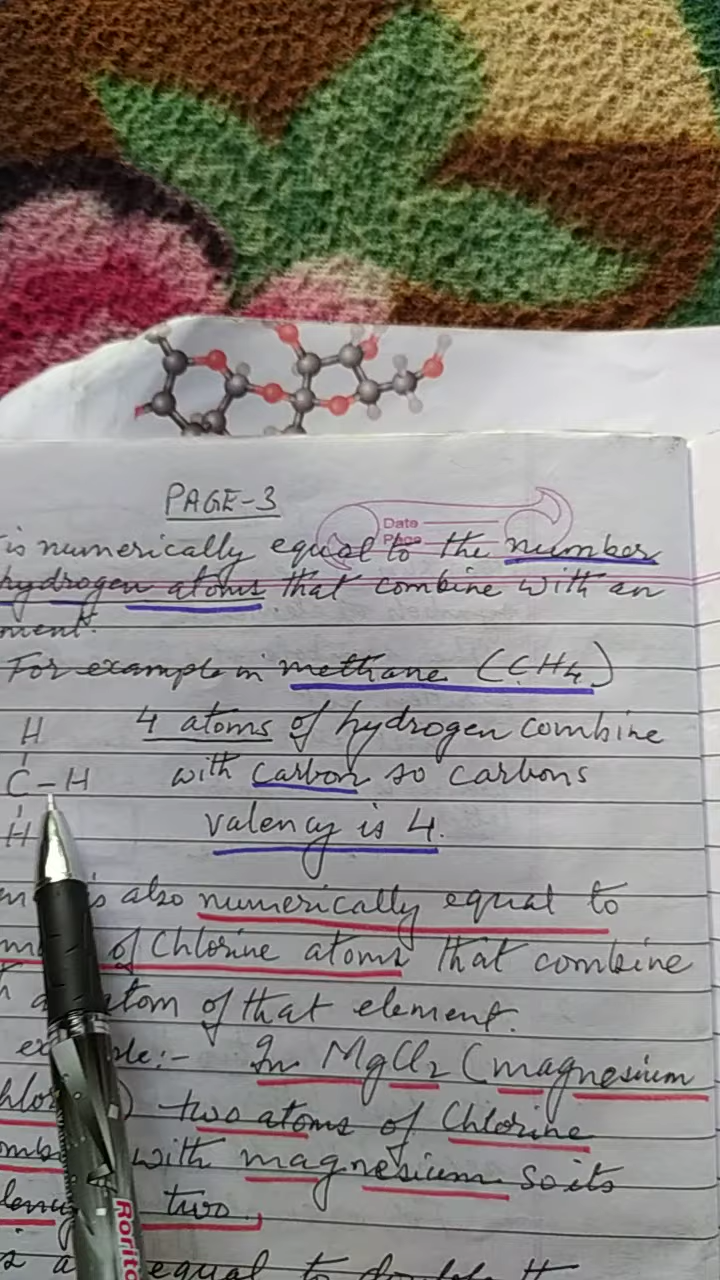 PAGE-3
Date
Page
is numerically equal to the number
hydrogen atoms that combine with an
For example in methane (CH4)
H 4 atoms of hydrogen combine
C-H with carbon so carbons
H valency is 4.
is also numerically equal to
of Chlorine atoms that combine
atom of that element.
:- In MgCl2 (magnesium
) two atoms of Chlorine
with magnesium so its
two.
equal to double the
Rorito